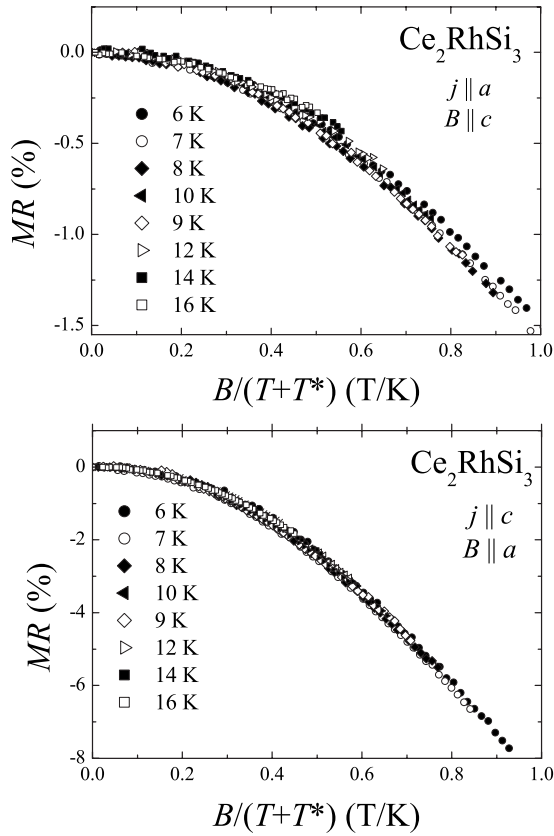 Ce₂RhSi₃
j || a
B || c
6 K
7 K
8 K
10 K
9 K
12 K
14 K
16 K
MR (%)
0.0
-0.5
-1.0
-1.5
0.0 0.2 0.4 0.6 0.8 1.0
B/(T+T*) (T/K)
Ce₂RhSi₃
j || c
B || a
6 K
7 K
8 K
10 K
9 K
12 K
14 K
16 K
MR (%)
0
-2
-4
-6
-8
0.0 0.2 0.4 0.6 0.8 1.0
B/(T+T*) (T/K)